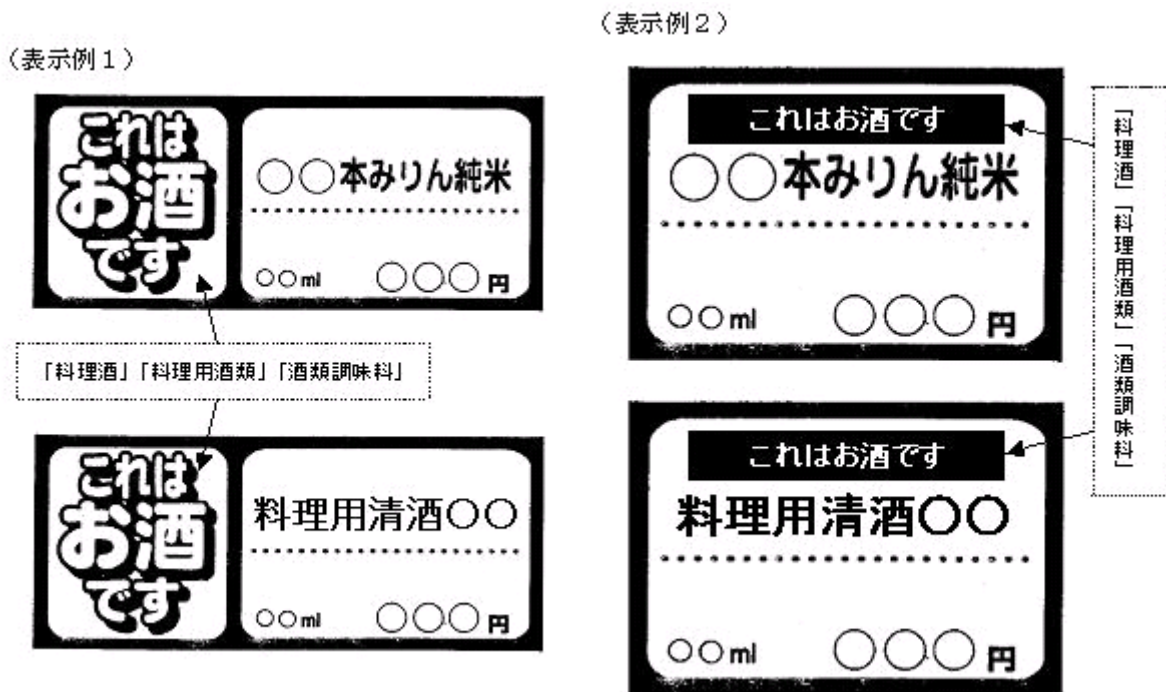 （表示例１）
これは
お酒
です
○○本みりん純米
○○ml ○○○円
「料理酒」「料理用酒類」「酒類調味料」
これは
お酒
です
料理用清酒○○
○○ml ○○○円
（表示例２）
これはお酒です
○○本みりん純米
○○ml ○○○円
「料理酒」「料理用酒類」「酒類調味料」
これはお酒です
料理用清酒○○
○○ml ○○○円